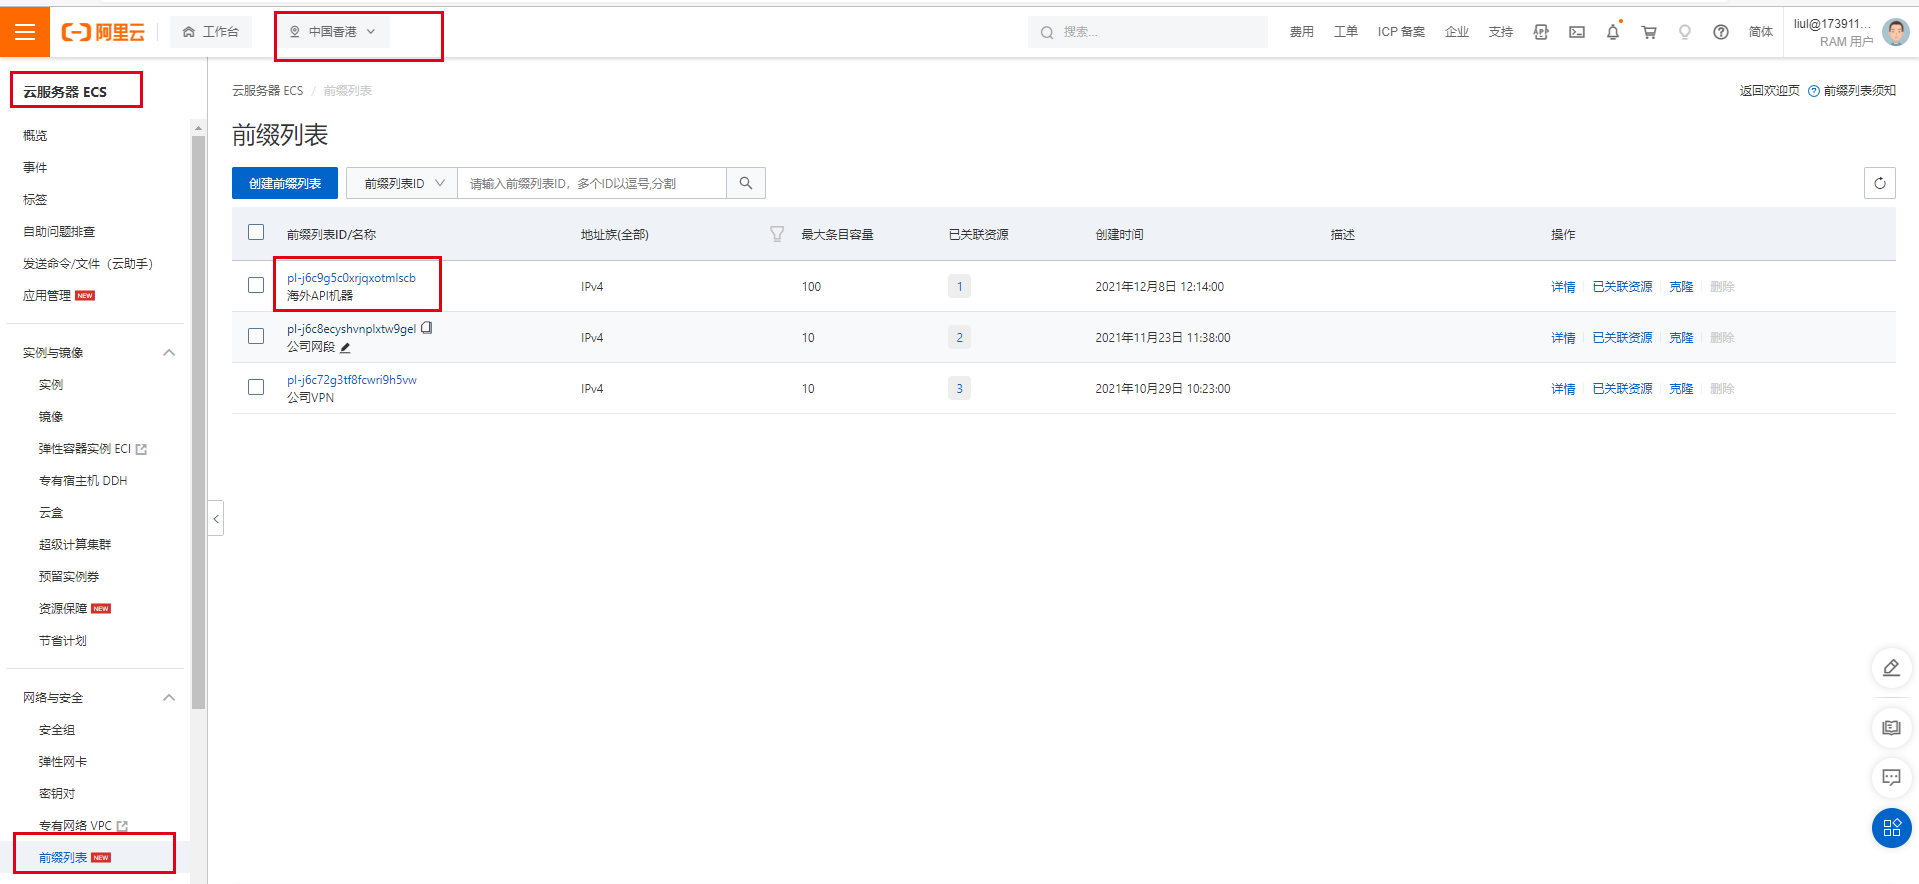 阿里云
工作台
中国香港
搜索...
费用
工单
ICP 备案
企业
支持
简体
liul@173911...
RAM 用户
云服务器 ECS
概览
事件
标签
自助问题排查
发送命令/文件（云助手）
应用管理 NEW
实例与镜像
实例
镜像
弹性容器实例 ECI
专有宿主机 DDH
云盒
超级计算集群
预留实例券
资源保障 NEW
节省计划
网络与安全
安全组
弹性网卡
密钥对
专有网络 VPC
前缀列表 NEW
云服务器 ECS / 前缀列表
返回欢迎页 前缀列表须知
前缀列表
创建前缀列表 前缀列表ID 请输入前缀列表ID，多个ID以逗号,分割
前缀列表ID/名称 地址族(全部) 最大条目容量 已关联资源 创建时间 描述 操作
pl-j6c9g5c0xrjqxotmlscb
海外API机器
IPv4 100 1 2021年12月8日 12:14:00 详情 已关联资源 克隆 删除
pl-j6c8ecyshvnplxtw9gel
公司网段
IPv4 10 2 2021年11月23日 11:38:00 详情 已关联资源 克隆 删除
pl-j6c72g3tf8fcwri9h5vw
公司VPN
IPv4 10 3 2021年10月29日 10:23:00 详情 已关联资源 克隆 删除